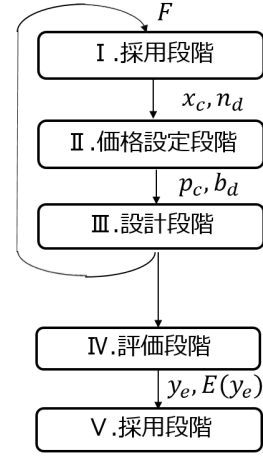 F
Ⅰ.採用段階
x_c, n_d
Ⅱ.価格設定段階
p_c, b_d
Ⅲ.設計段階
Ⅳ.評価段階
y_e, E(y_e)
Ⅴ.採用段階